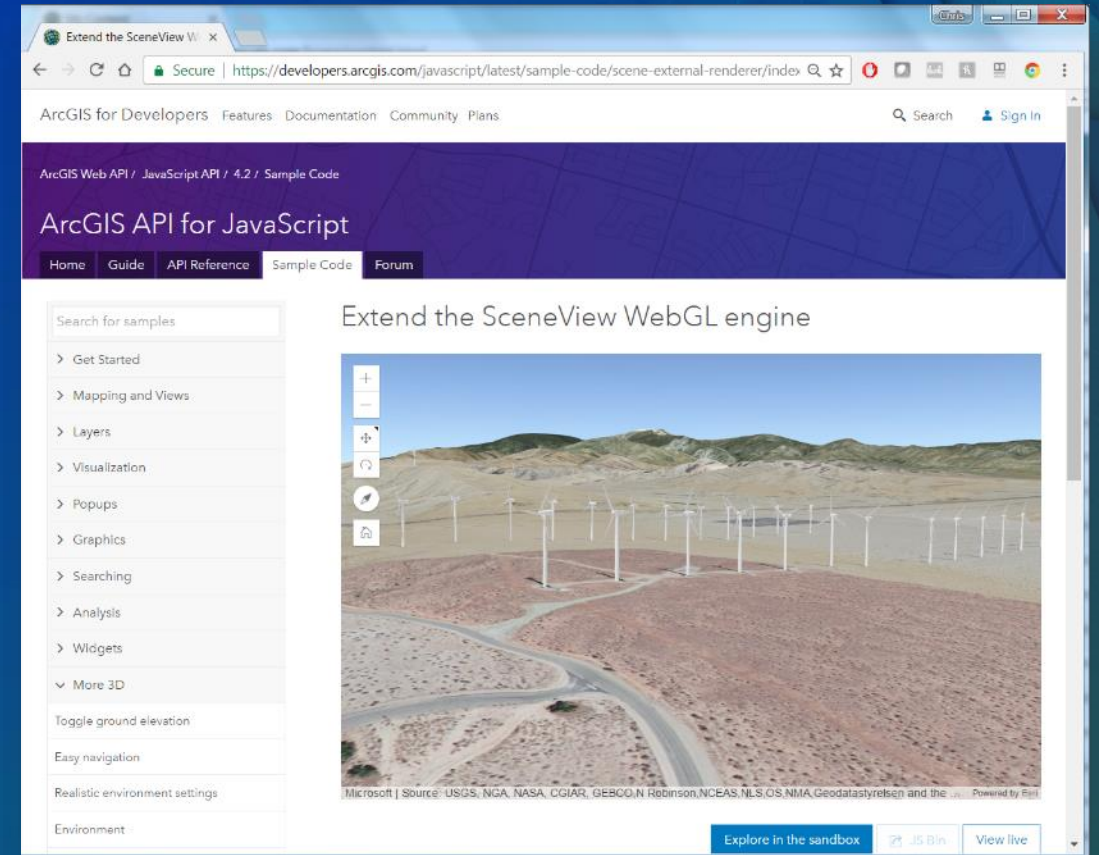 Chris
Extend the SceneView W
Secure | https://developers.arcgis.com/javascript/latest/sample-code/scene-external-renderer/index
ArcGIS for Developers Features Documentation Community Plans Search Sign In
ArcGIS Web API / JavaScript API / 4.2 / Sample Code
ArcGIS API for JavaScript
Home Guide API Reference Sample Code Forum
Search for samples
Get Started
Mapping and Views
Layers
Visualization
Popups
Graphics
Searching
Analysis
Widgets
More 3D
Toggle ground elevation
Easy navigation
Realistic environment settings
Environment
Extend the SceneView WebGL engine
Microsoft | Source: USGS, NGA, NASA, CGIAR, GEBCO,N Robinson,NCEAS,NLS,OS,NMA,Geodatastyrelsen and the ... Powered by Esri
Explore in the sandbox JS Bin View live